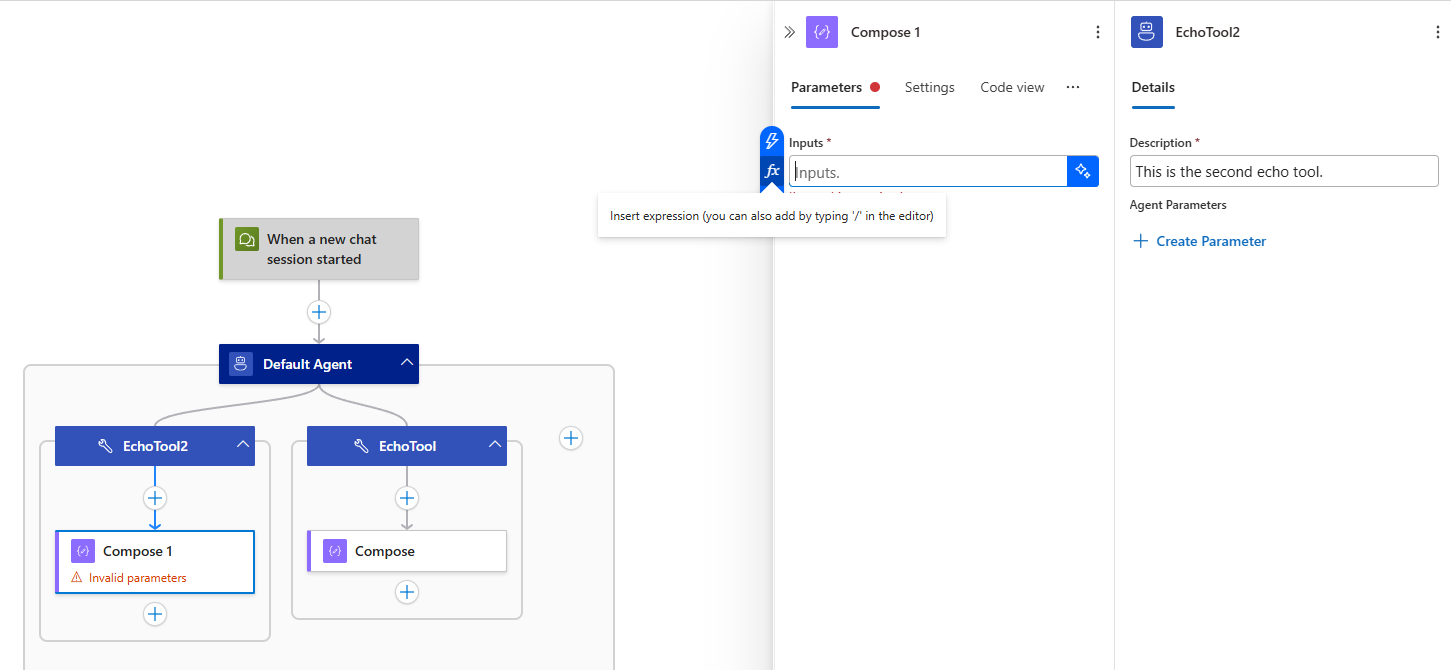 When a new chat
session started
Default Agent
EchoTool2
EchoTool
Compose 1
Invalid parameters
Compose
Compose 1
Parameters
Settings
Code view
Inputs *
fx
Inputs.
Insert expression (you can also add by typing '/' in the editor)
EchoTool2
Details
Description *
This is the second echo tool.
Agent Parameters
Create Parameter